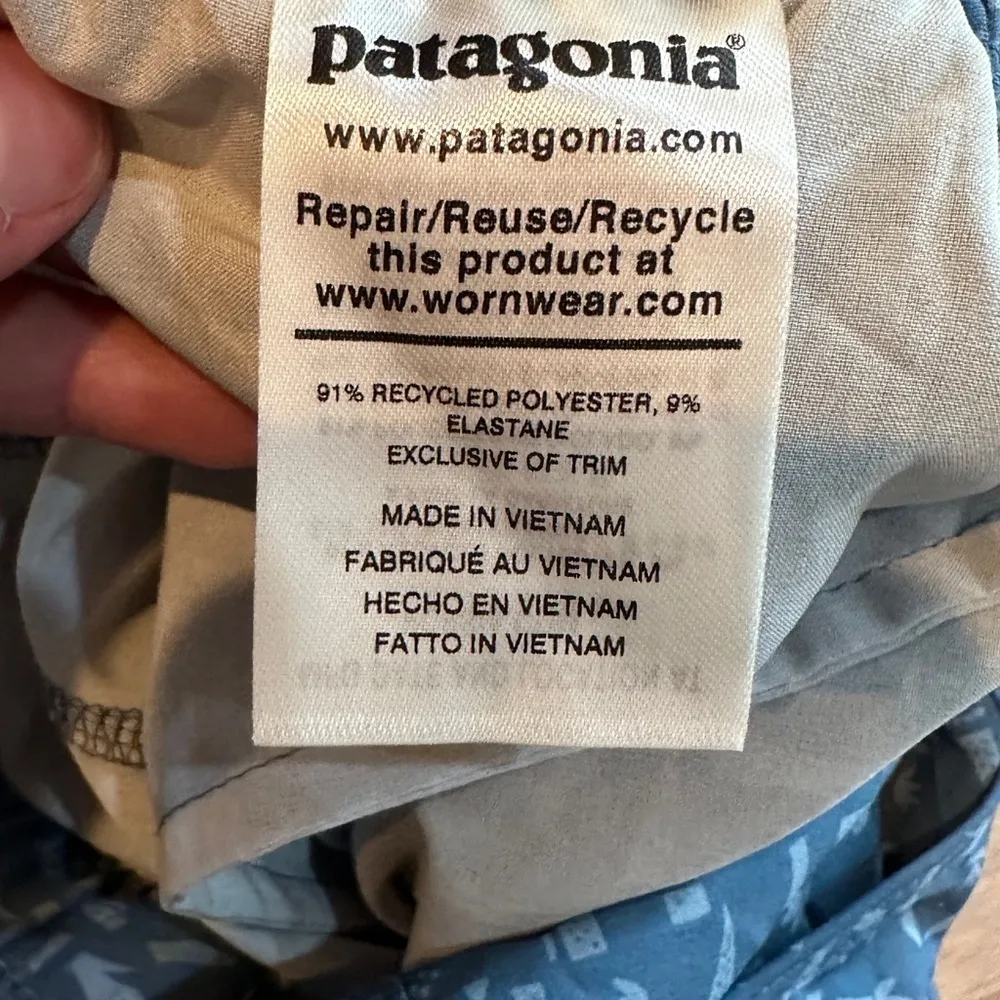 patagonia®
www.patagonia.com
Repair/Reuse/Recycle
this product at
www.wornwear.com
91% RECYCLED POLYESTER, 9%
ELASTANE
EXCLUSIVE OF TRIM
MADE IN VIETNAM
FABRIQUÉ AU VIETNAM
HECHO EN VIETNAM
FATTO IN VIETNAM